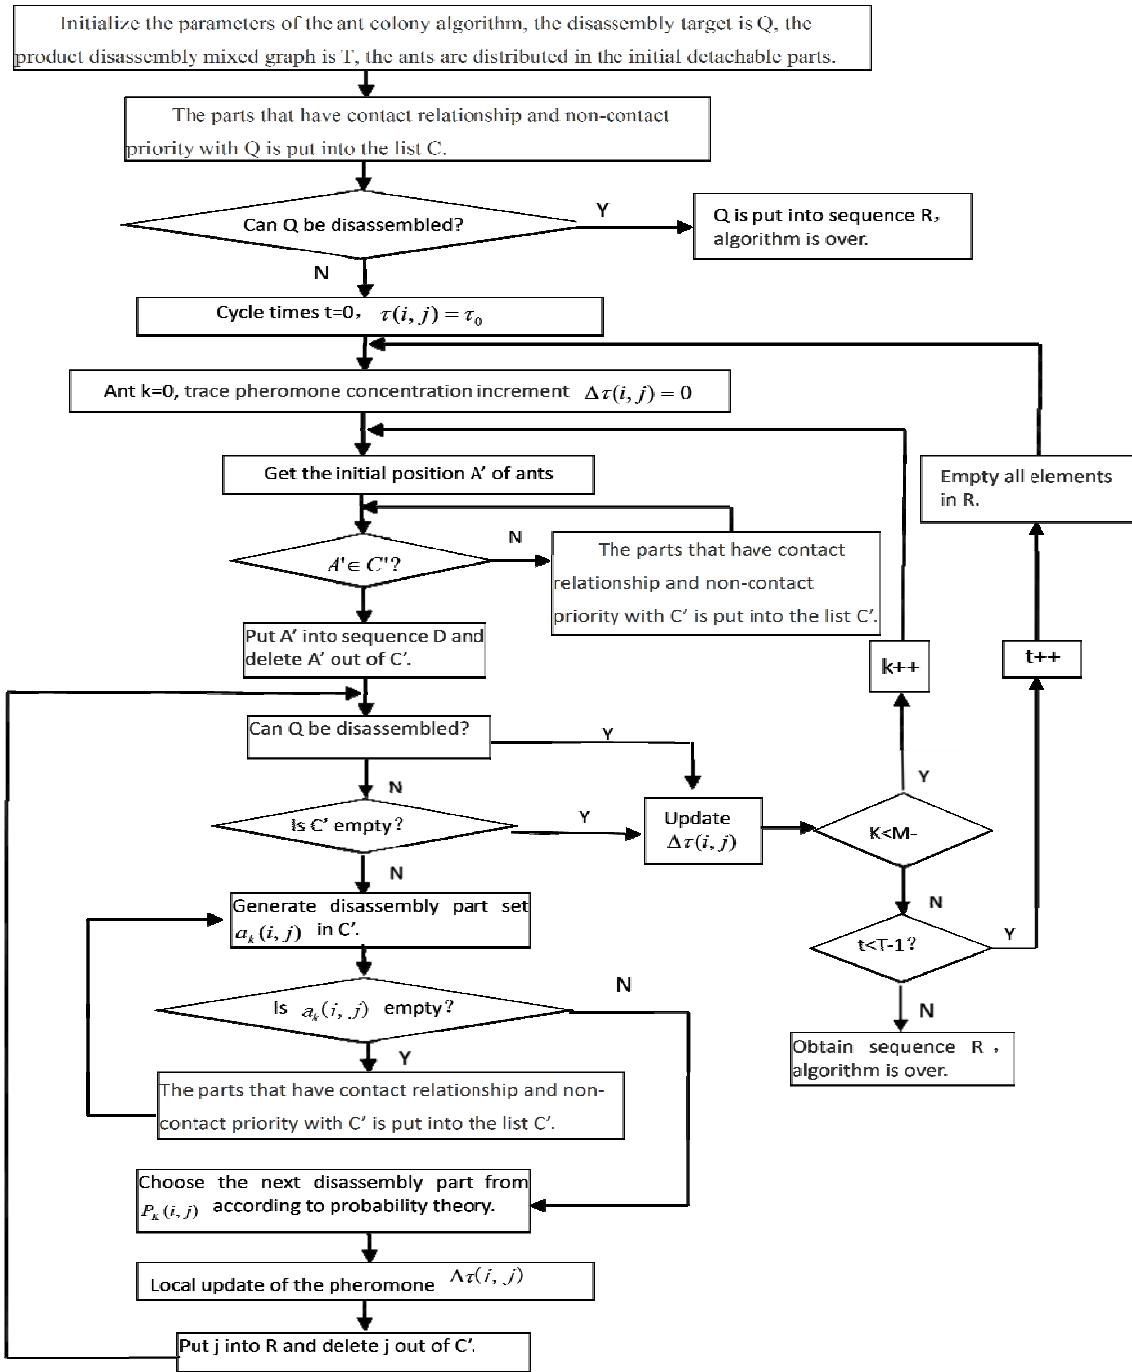 Initialize the parameters of the ant colony algorithm, the disassembly target is Q, the
product disassembly mixed graph is T, the ants are distributed in the initial detachable parts.
The parts that have contact relationship and non-contact
priority with Q is put into the list C.
Can Q be disassembled?
Y
Q is put into sequence R,
algorithm is over.
N
Cycle times t=0, τ(i, j) = τ₀
Ant k=0, trace pheromone concentration increment Δτ(i, j) = 0
Get the initial position A' of ants
Empty all elements
in R.
A'∈ C'?
N
The parts that have contact
relationship and non-contact
priority with C' is put into the list C'.
Put A' into sequence D and
delete A' out of C'.
k++
t++
Can Q be disassembled?
Y
N
Y
Is C' empty?
Y
Update
Δτ(i, j)
K<M-
N
N
Generate disassembly part set
aₖ(i, j) in C'.
t<T-1?
Y
Is aₖ(i, j) empty?
N
N
Y
Obtain sequence R ,
algorithm is over.
The parts that have contact relationship and non-
contact priority with C' is put into the list C'.
Choose the next disassembly part from
Pₖ(i, j) according to probability theory.
Local update of the pheromone Δτ(i, j)
Put j into R and delete j out of C'.